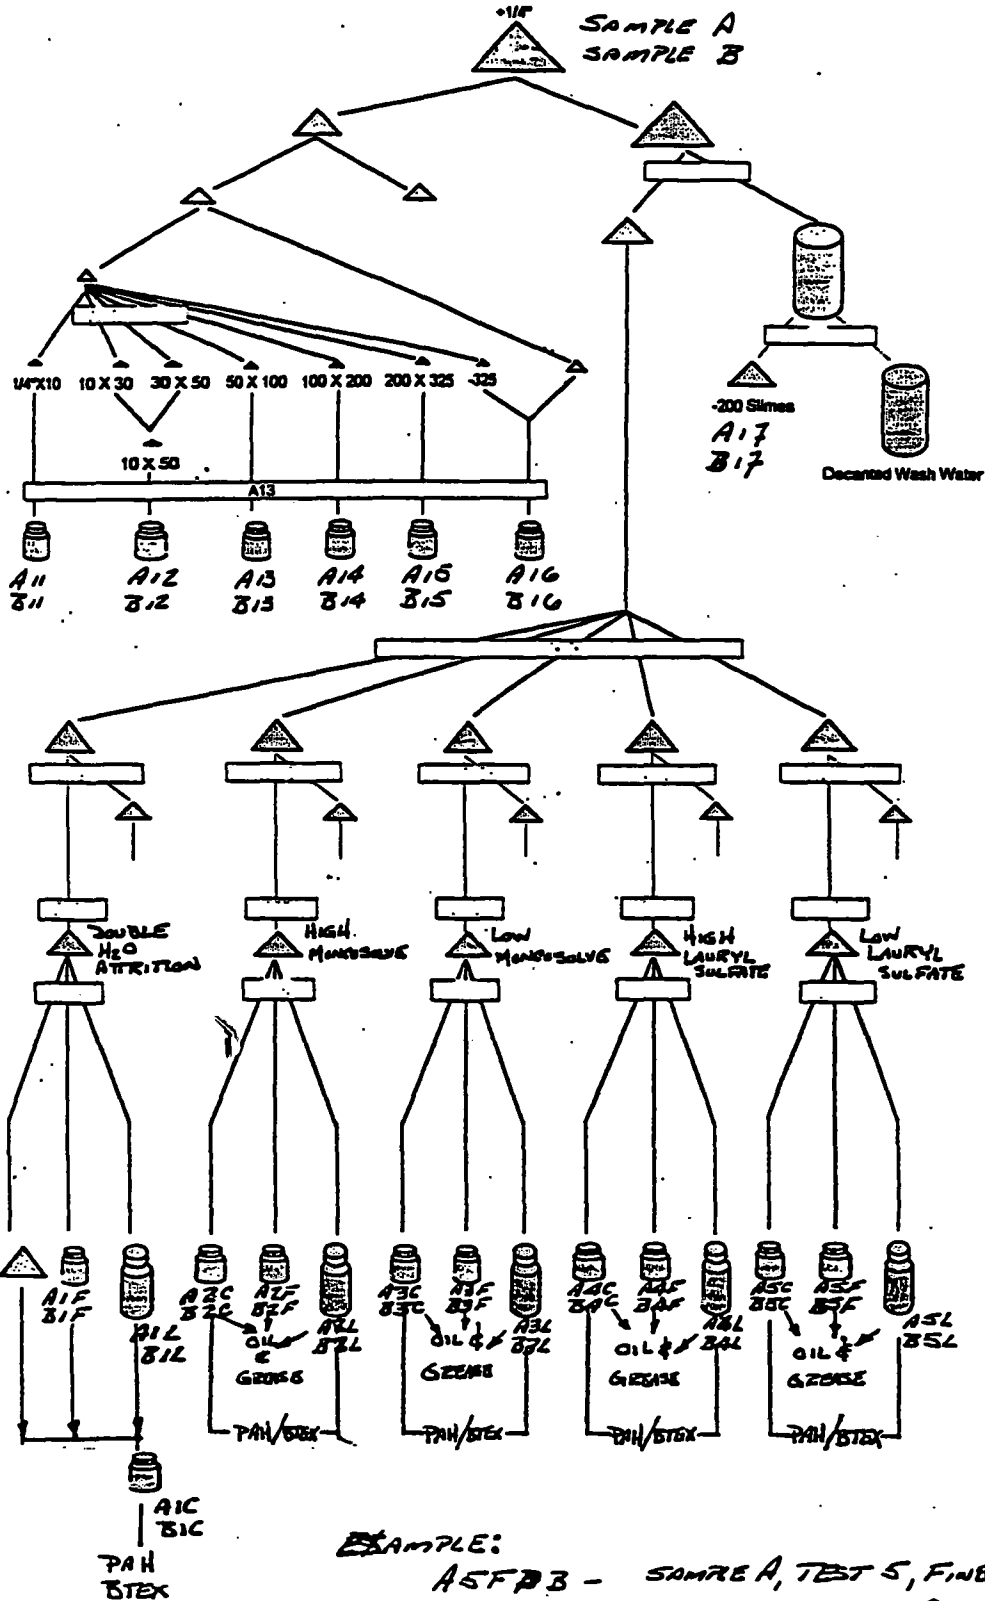 +1/4"
SAMPLE A
SAMPLE B
1/4"X10
10 X 30
30 X 50
50 X 100
100 X 200
200 X 325
-325
10 X 50
A13
-200 Slimes
A17
B17
Decanted Wash Water
A11
B11
A12
B12
A13
B13
A14
B14
A15
B15
A16
B16
DOUBLE
H2O
ATTRITION
HIGH
LOW
HIGH
LAURYL
SULFATE
LOW
LAURYL
SULFATE
A1F
B1F
A1L
B1L
A2C
B2C
A2F
B2F
A2L
B2L
OIL
&
GREASE
A3C
B3C
A3F
B3F
A3L
B3L
OIL &
GREASE
A4C
B4C
A4F
B4F
A4L
B4L
OIL &
GREASE
A5C
B5C
A5F
B5F
A5L
B5L
OIL &
GREASE
PAH/BTEX
PAH/BTEX
PAH/BTEX
PAH/BTEX
A1C
B1C
PAH
BTEX
EXAMPLE:
SAMPLE A, TEST 5, FINE